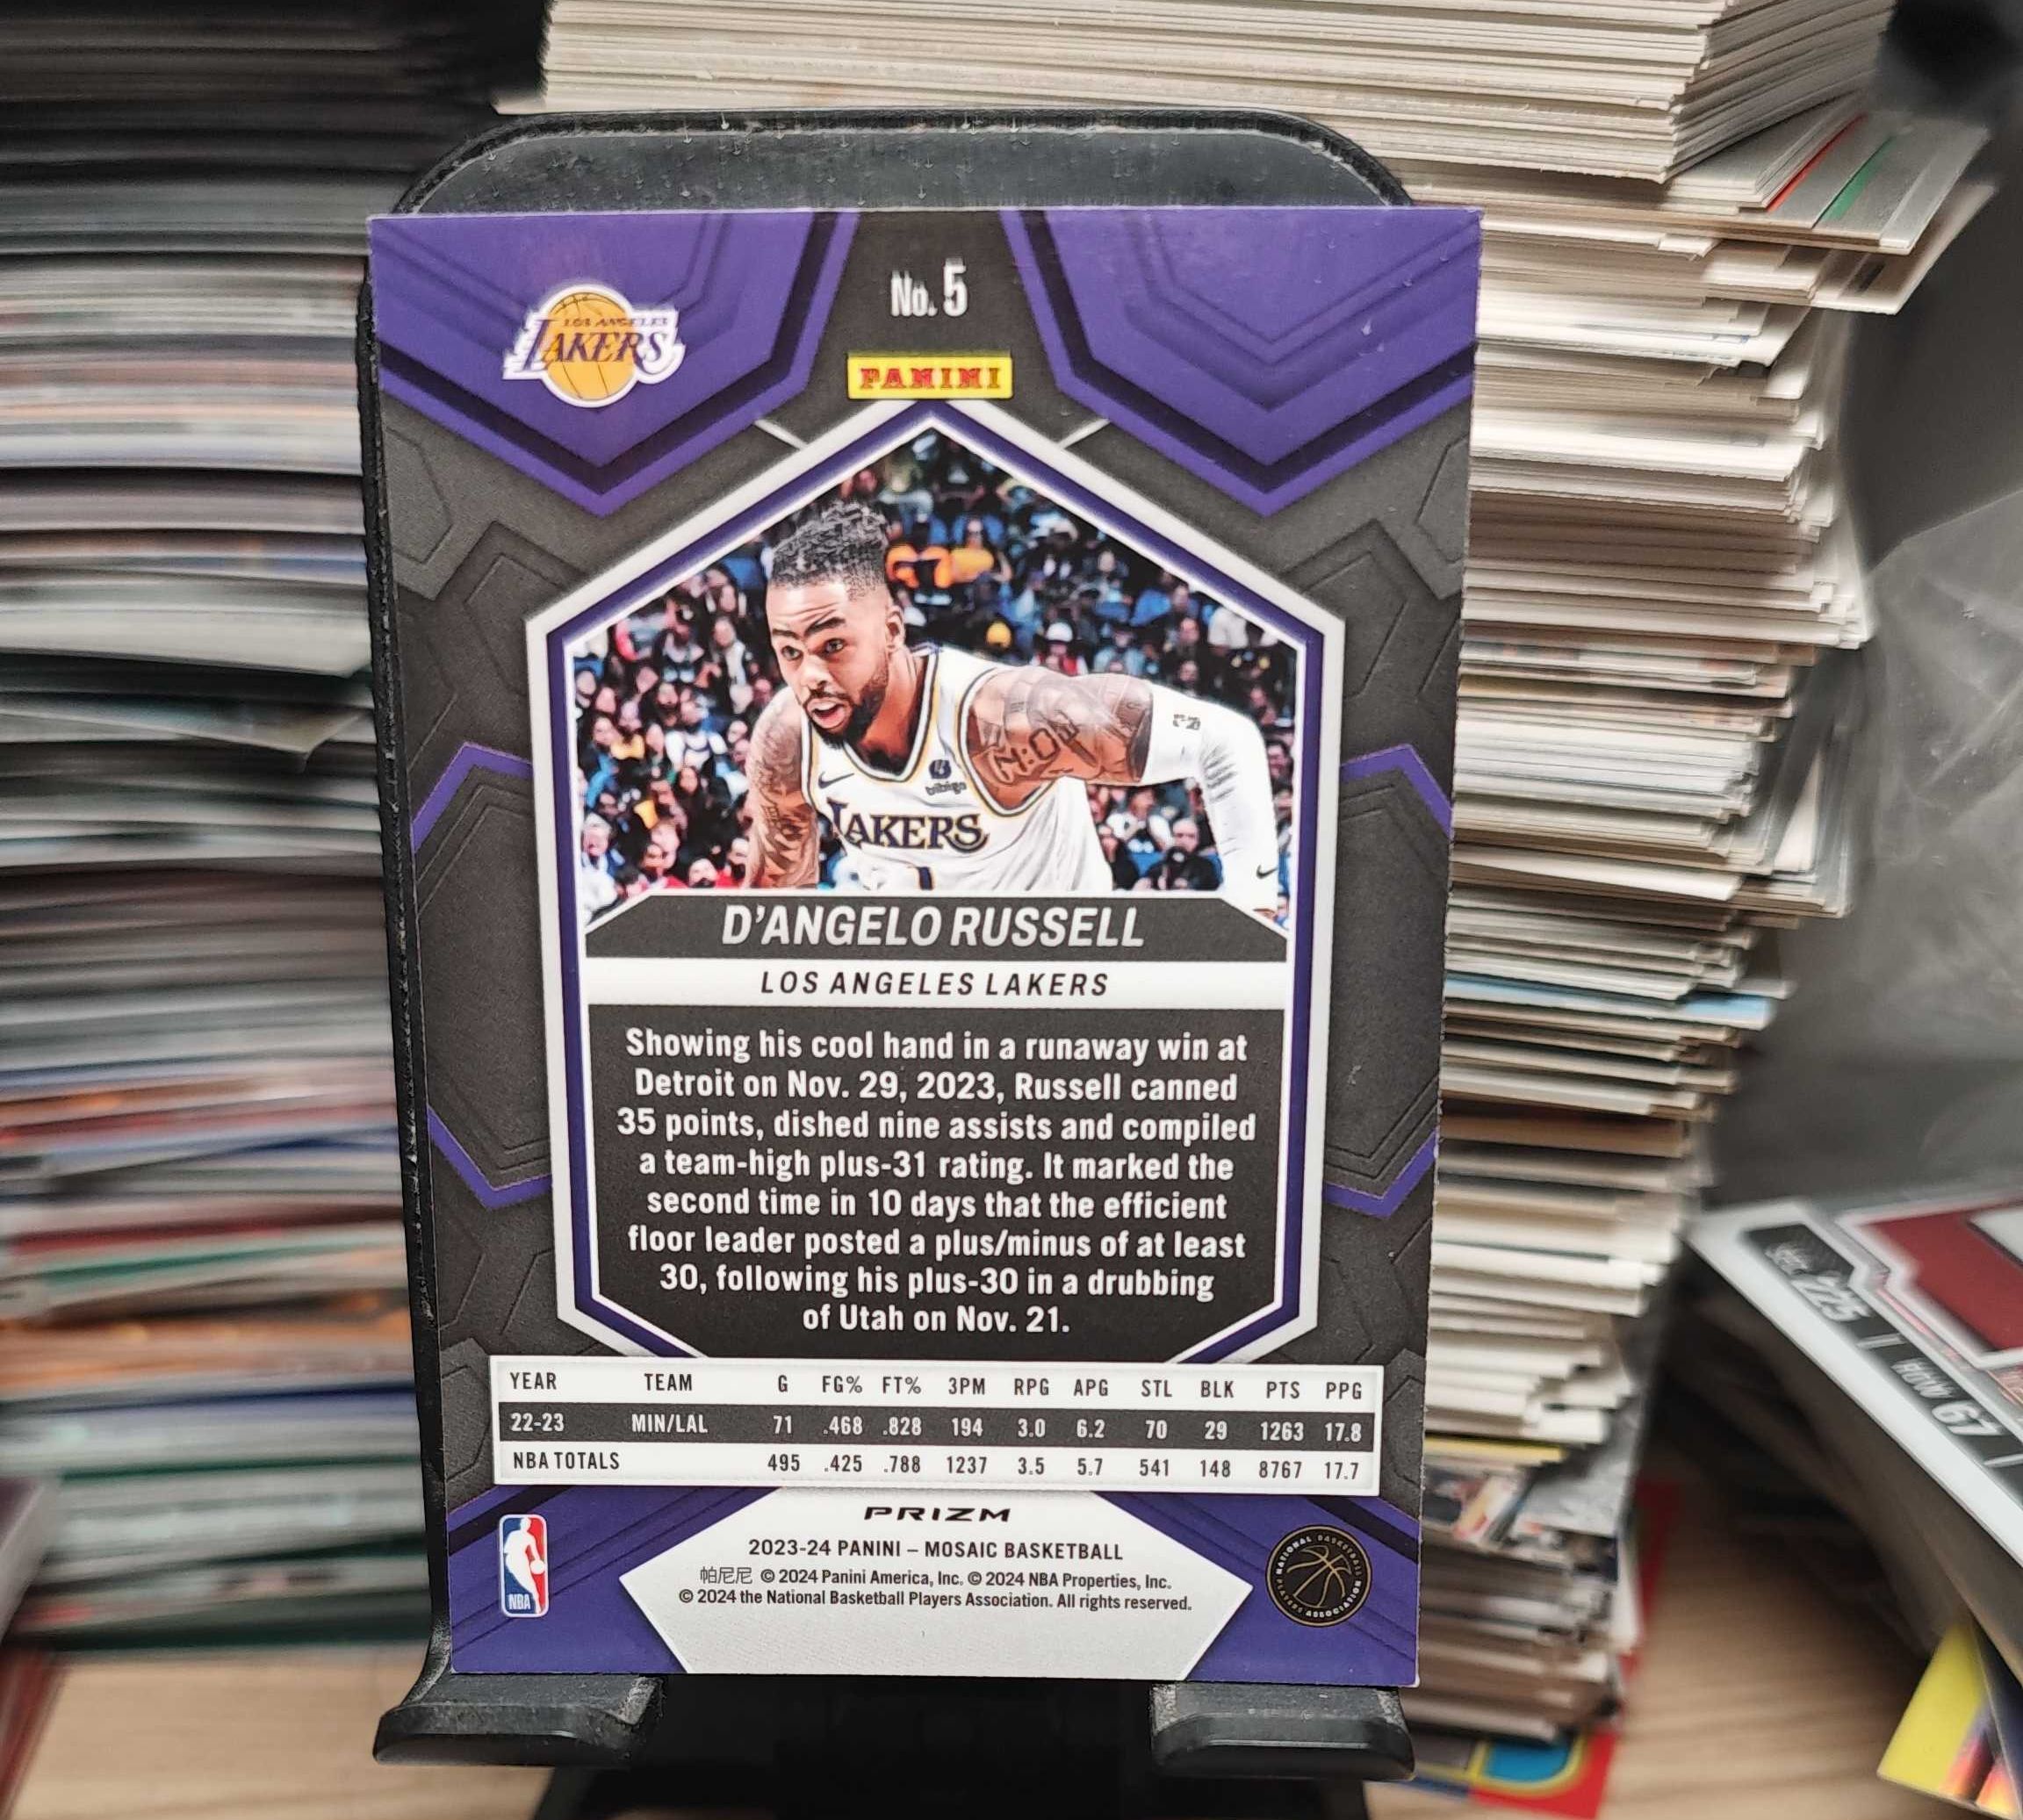 No. 5
LOS ANGELES
LAKERS
PANINI
bibigo
LAKERS
D'ANGELO RUSSELL
LOS ANGELES LAKERS
Showing his cool hand in a runaway win at
Detroit on Nov. 29, 2023, Russell canned
35 points, dished nine assists and compiled
a team-high plus-31 rating. It marked the
second time in 10 days that the efficient
floor leader posted a plus/minus of at least
30, following his plus-30 in a drubbing
of Utah on Nov. 21.
YEAR TEAM G FG% FT% 3PM RPG APG STL BLK PTS PPG
22-23 MIN/LAL 71 .468 .828 194 3.0 6.2 70 29 1263 17.8
NBA TOTALS 495 .425 .788 1237 3.5 5.7 541 148 8767 17.7
PRIZM
2023-24 PANINI – MOSAIC BASKETBALL
帕尼尼 © 2024 Panini America, Inc. © 2024 NBA Properties, Inc.
© 2024 the National Basketball Players Association. All rights reserved.
NBA
NATIONAL BASKETBALL PLAYERS ASSOCIATION
225
67